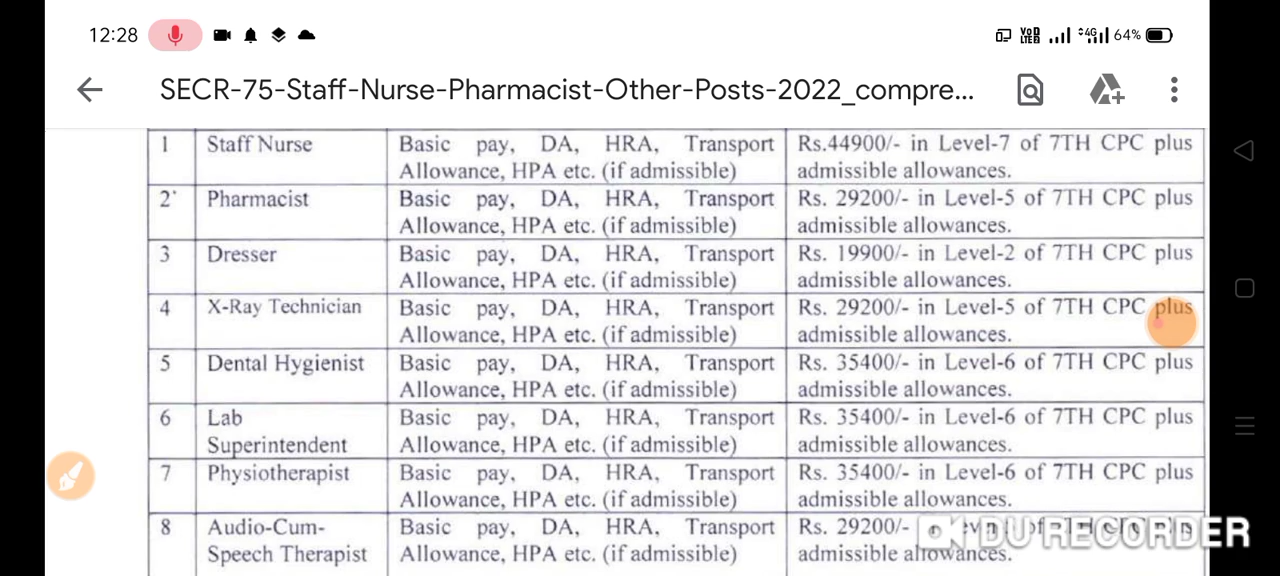 12:28
VoD
LTE2
4G
64%
SECR-75-Staff-Nurse-Pharmacist-Other-Posts-2022_compre...
1 Staff Nurse Basic pay, DA, HRA, Transport Rs.44900/- in Level-7 of 7TH CPC plus
Allowance, HPA etc. (if admissible) admissible allowances.
2 Pharmacist Basic pay, DA, HRA, Transport Rs. 29200/- in Level-5 of 7TH CPC plus
Allowance, HPA etc. (if admissible) admissible allowances.
3 Dresser Basic pay, DA, HRA, Transport Rs. 19900/- in Level-2 of 7TH CPC plus
Allowance, HPA etc. (if admissible) admissible allowances.
4 X-Ray Technician Basic pay, DA, HRA, Transport Rs. 29200/- in Level-5 of 7TH CPC plus
Allowance, HPA etc. (if admissible) admissible allowances.
5 Dental Hygienist Basic pay, DA, HRA, Transport Rs. 35400/- in Level-6 of 7TH CPC plus
Allowance, HPA etc. (if admissible) admissible allowances.
6 Lab Basic pay, DA, HRA, Transport Rs. 35400/- in Level-6 of 7TH CPC plus
Superintendent Allowance, HPA etc. (if admissible) admissible allowances.
7 Physiotherapist Basic pay, DA, HRA, Transport Rs. 35400/- in Level-6 of 7TH CPC plus
Allowance, HPA etc. (if admissible) admissible allowances.
8 Audio-Cum- Basic pay, DA, HRA, Transport Rs. 29200/-
Speech Therapist Allowance, HPA etc. (if admissible) admissible allowances.
DU RECORDER